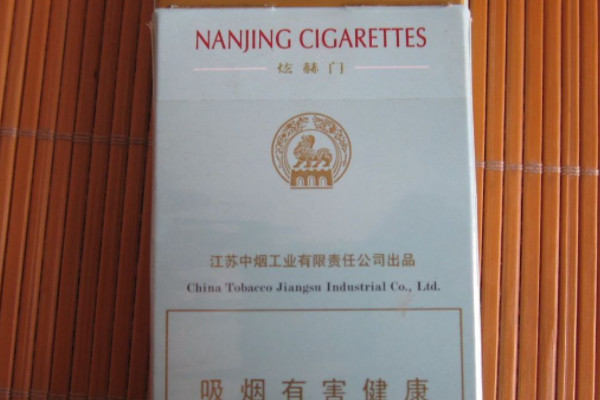 NANJING CIGARETTES
炫赫门
江苏中烟工业有限责任公司出品
China Tobacco Jiangsu Industrial Co., Ltd.
吸烟有害健康